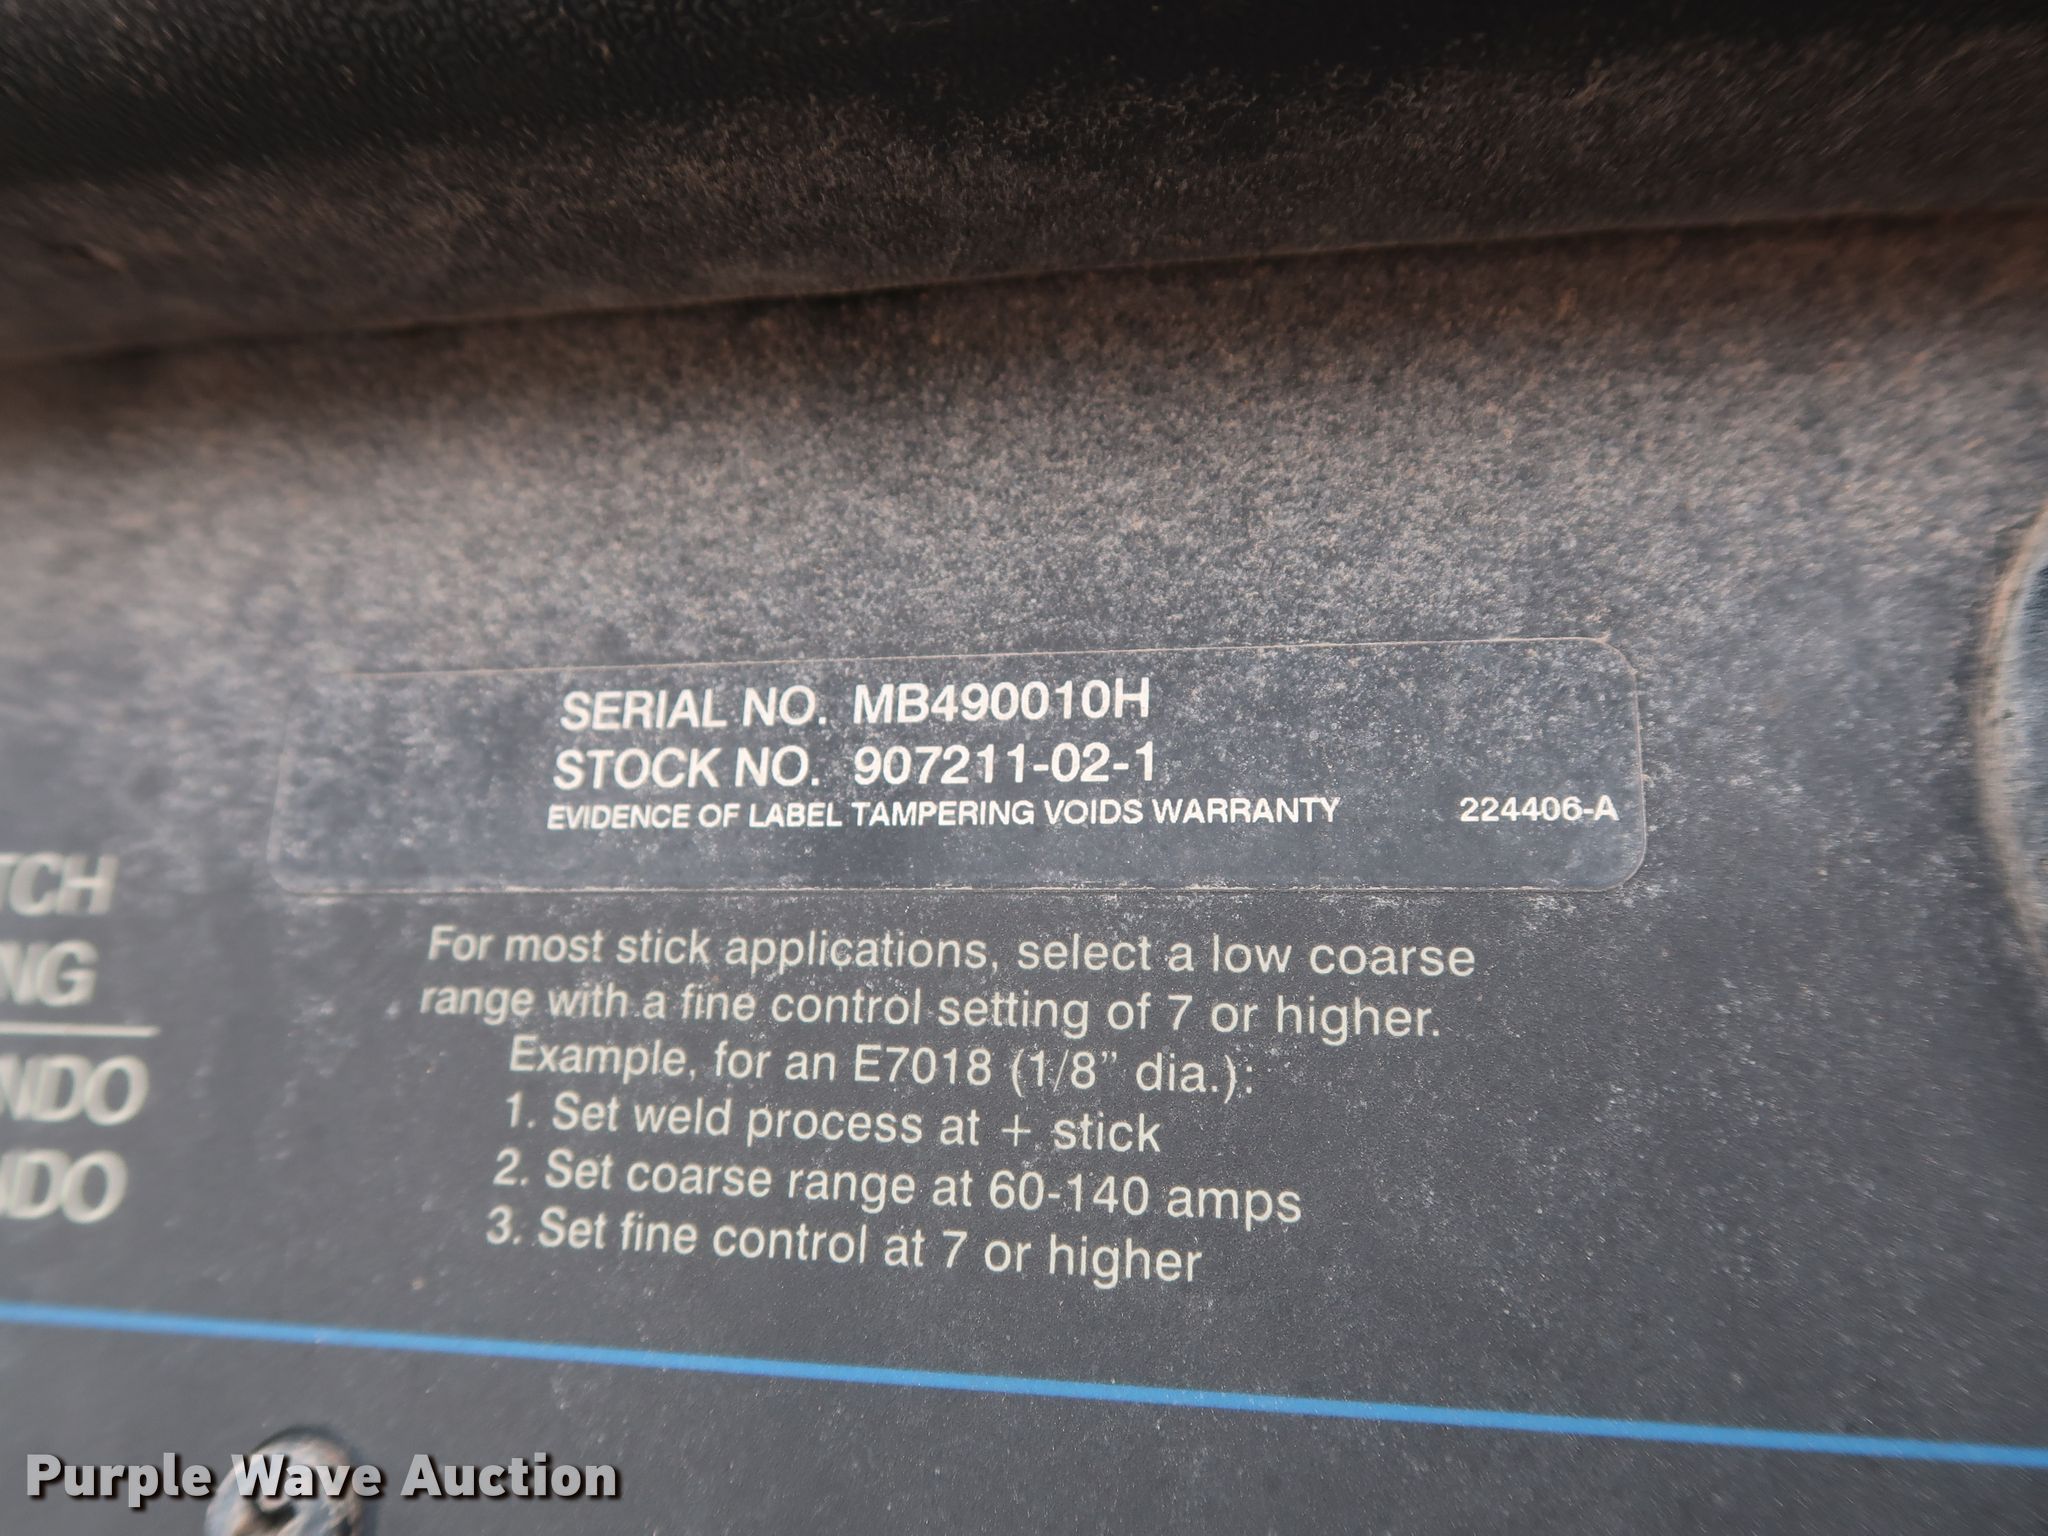 SERIAL NO. MB490010H
STOCK NO. 907211-02-1
EVIDENCE OF LABEL TAMPERING VOIDS WARRANTY 224406-A
For most stick applications, select a low coarse
range with a fine control setting of 7 or higher.
Example, for an E7018 (1/8” dia.):
1. Set weld process at + stick
2. Set coarse range at 60-140 amps
3. Set fine control at 7 or higher
TCH
NG
NDO
NDO
Purple Wave Auction